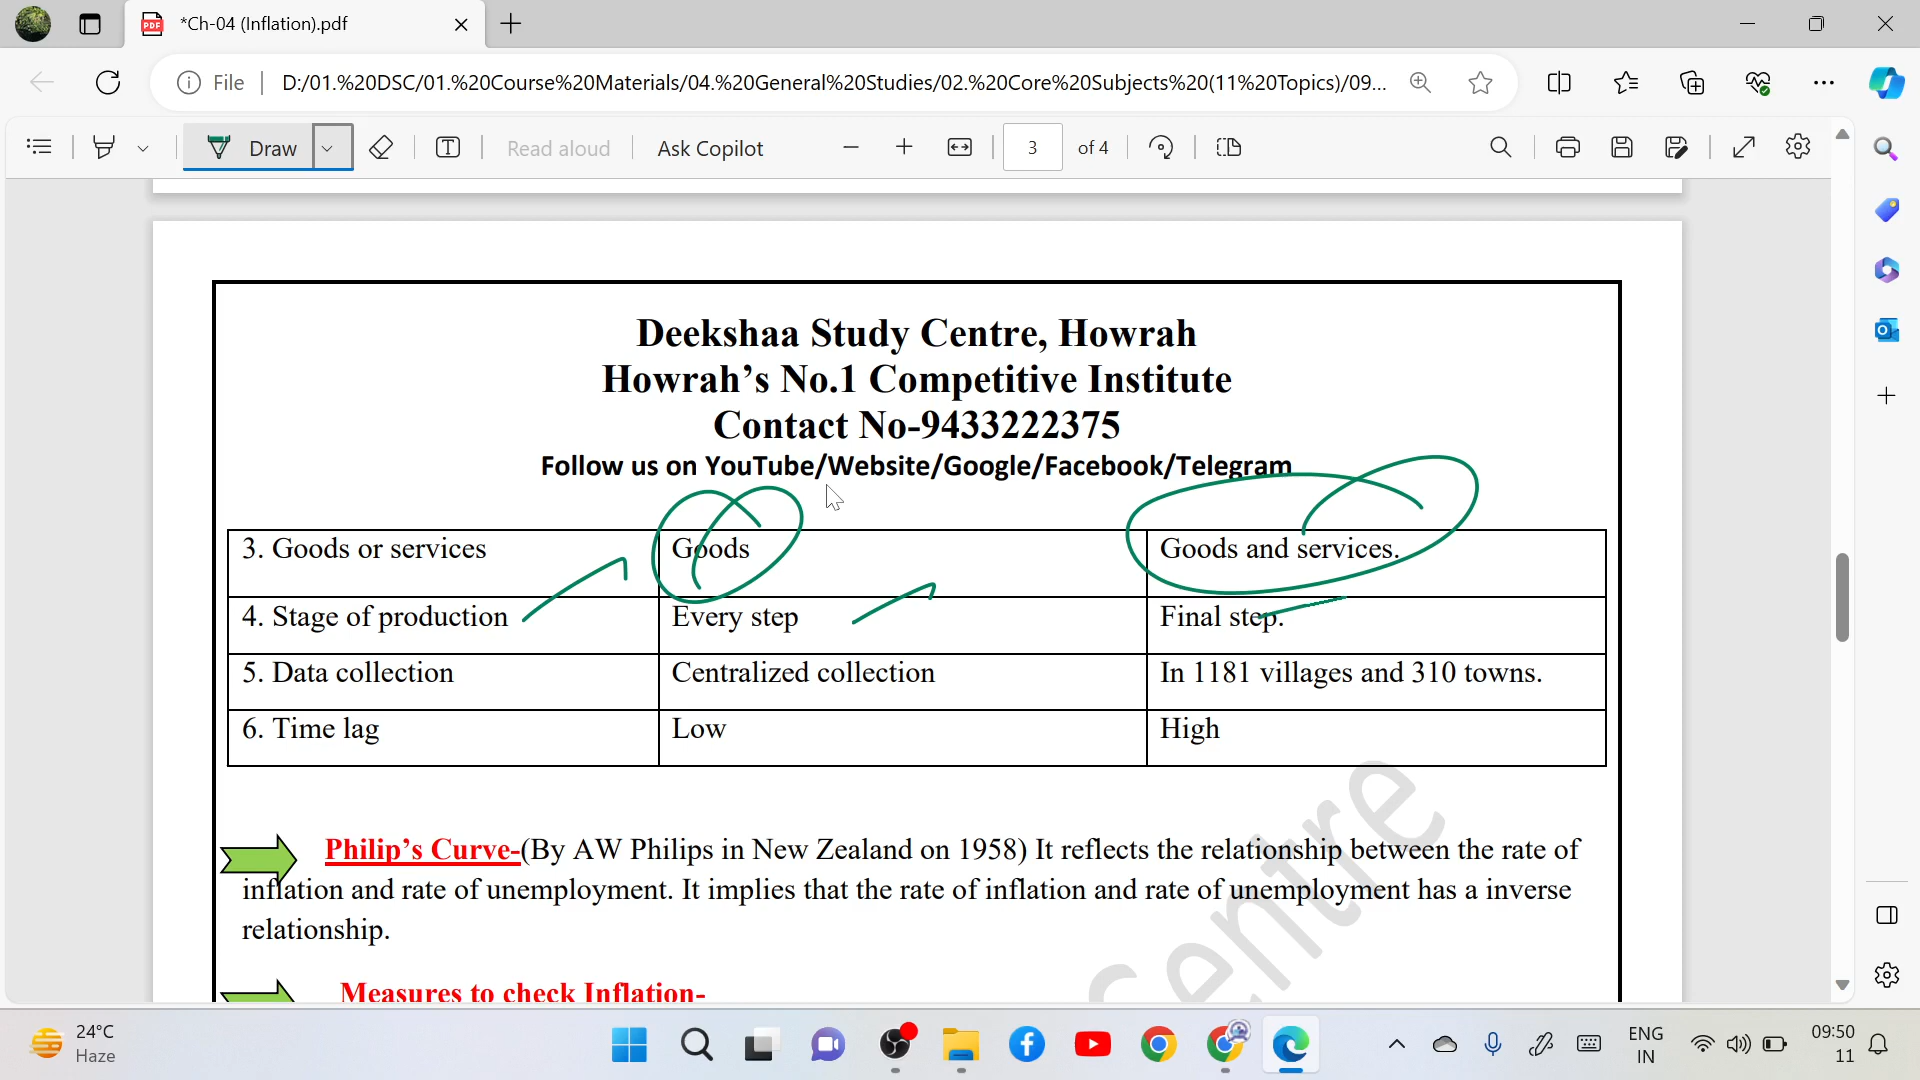 *Ch-04 (Inflation).pdf
File
D:/01.%20DSC/01.%20Course%20Materials/04.%20General%20Studies/02.%20Core%20Subjects%20(11%20Topics)/09...
Draw
Read aloud
Ask Copilot
3
of 4
Deekshaa Study Centre, Howrah
Howrah’s No.1 Competitive Institute
Contact No-9433222375
Follow us on YouTube/Website/Google/Facebook/Telegram
3. Goods or services Goods Goods and services.
4. Stage of production Every step Final step.
5. Data collection Centralized collection In 1181 villages and 310 towns.
6. Time lag Low High
Philip’s Curve-(By AW Philips in New Zealand on 1958) It reflects the relationship between the rate of
inflation and rate of unemployment. It implies that the rate of inflation and rate of unemployment has a inverse
relationship.
Measures to check Inflation-
Centre
24°C
Haze
ENG
IN
09:50
11